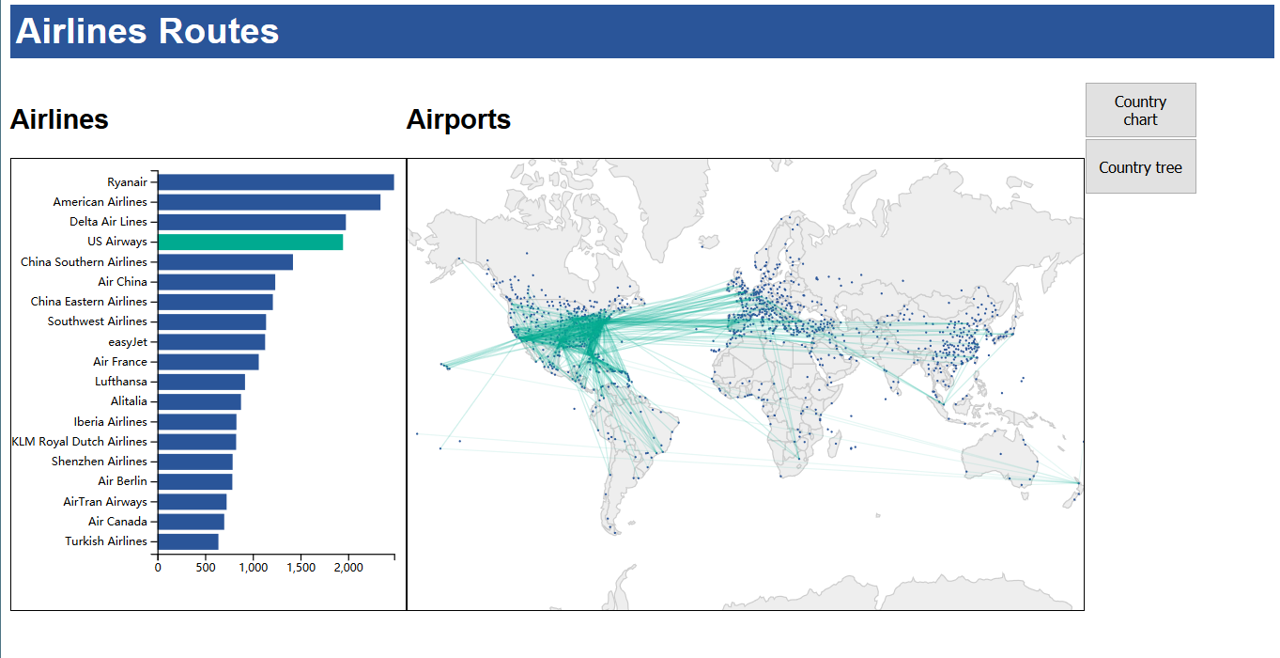 Airlines Routes
Airlines
Airports
Country
chart
Country tree
Ryanair
American Airlines
Delta Air Lines
US Airways
China Southern Airlines
Air China
China Eastern Airlines
Southwest Airlines
easyJet
Air France
Lufthansa
Alitalia
Iberia Airlines
KLM Royal Dutch Airlines
Shenzhen Airlines
Air Berlin
AirTran Airways
Air Canada
Turkish Airlines
0 500 1,000 1,500 2,000